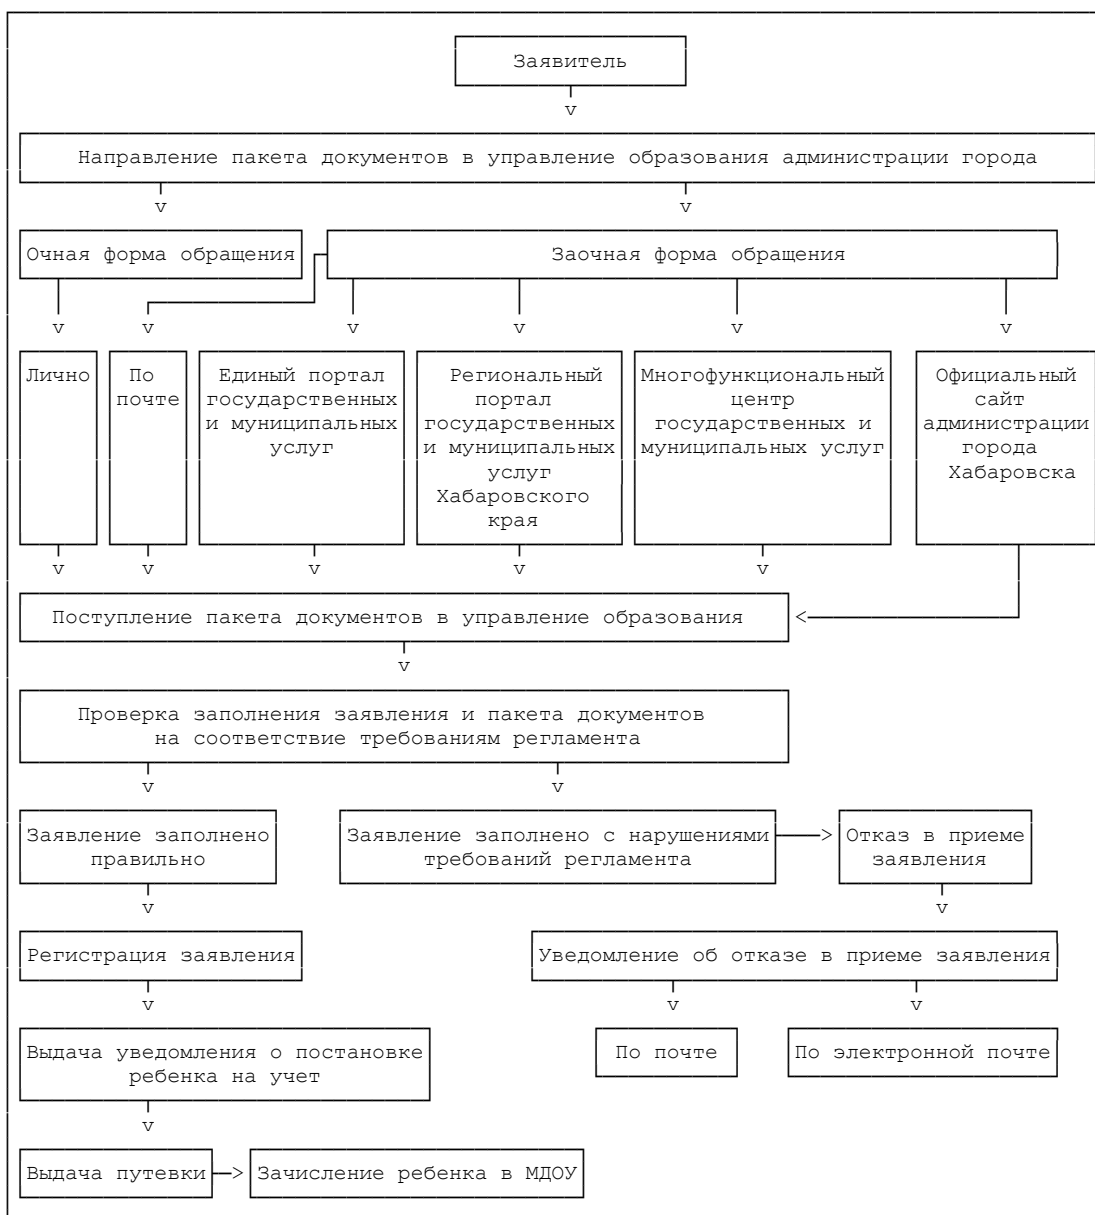 Заявитель
v
Направление пакета документов в управление образования администрации города
v v
Очная форма обращения
Заочная форма обращения
v v v v v v
Лично
По
почте
Единый портал
государственных
и муниципальных
услуг
Региональный
портал
государственных
и муниципальных
услуг
Хабаровского
края
Многофункциональный
центр
государственных и
муниципальных услуг
Официальный
сайт
администрации
города
Хабаровска
v v v v v
Поступление пакета документов в управление образования
<
v
Проверка заполнения заявления и пакета документов
на соответствие требованиям регламента
v v
Заявление заполнено
правильно
Заявление заполнено с нарушениями
требований регламента
>
Отказ в приеме
заявления
v v
Регистрация заявления
Уведомление об отказе в приеме заявления
v v v
Выдача уведомления о постановке
ребенка на учет
По почте
По электронной почте
v
Выдача путевки
>
Зачисление ребенка в МДОУ